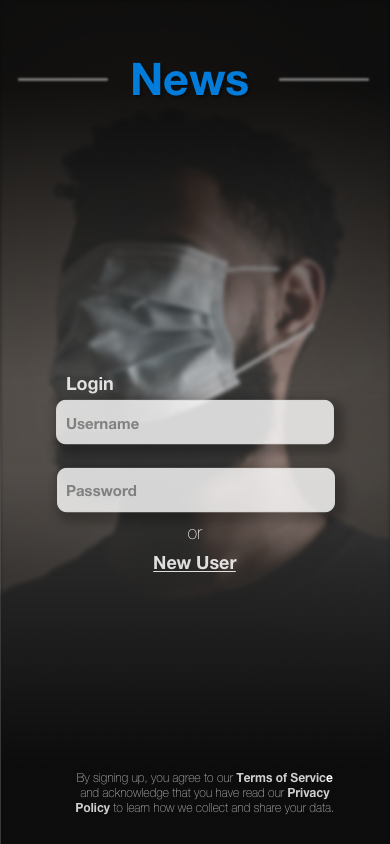 News
Login
Username
Password
or
New User
By signing up, you agree to our Terms of Service
and acknowledge that you have read our Privacy
Policy to learn how we collect and share your data.